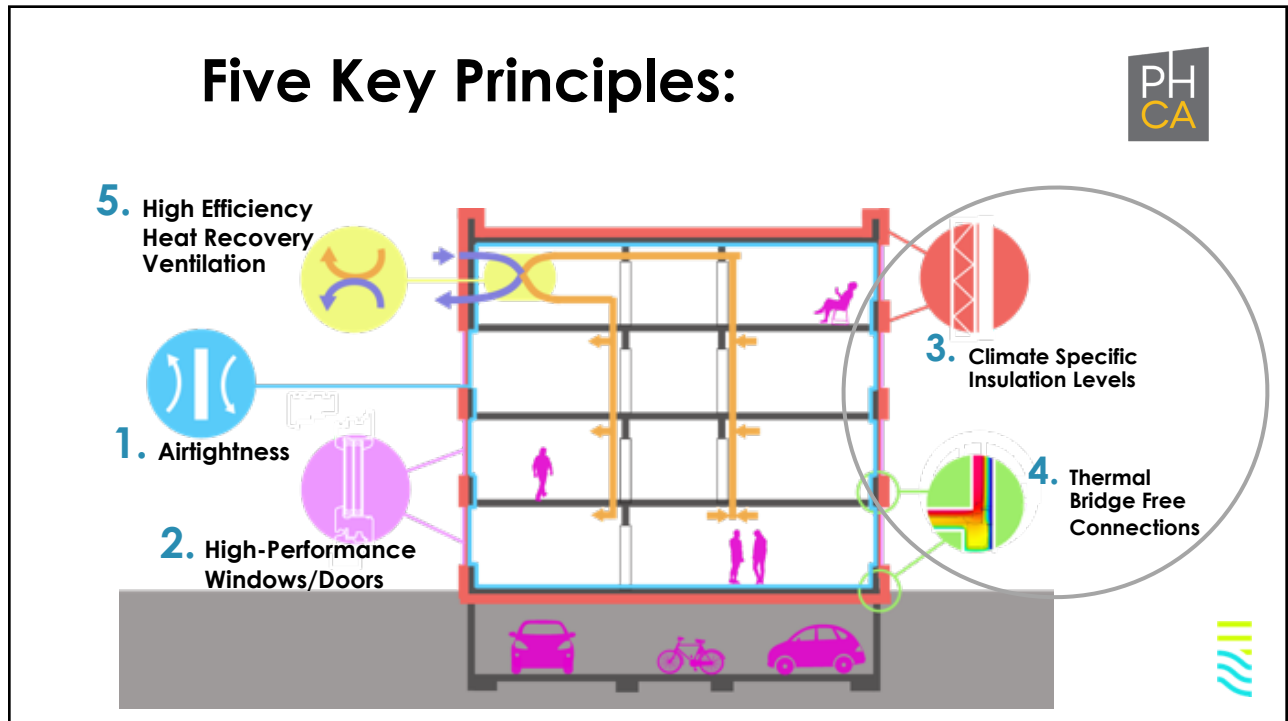 Five Key Principles:
PH
CA
5. High Efficiency
Heat Recovery
Ventilation
3. Climate Specific
Insulation Levels
1. Airtightness
4. Thermal
Bridge Free
Connections
2. High-Performance
Windows/Doors